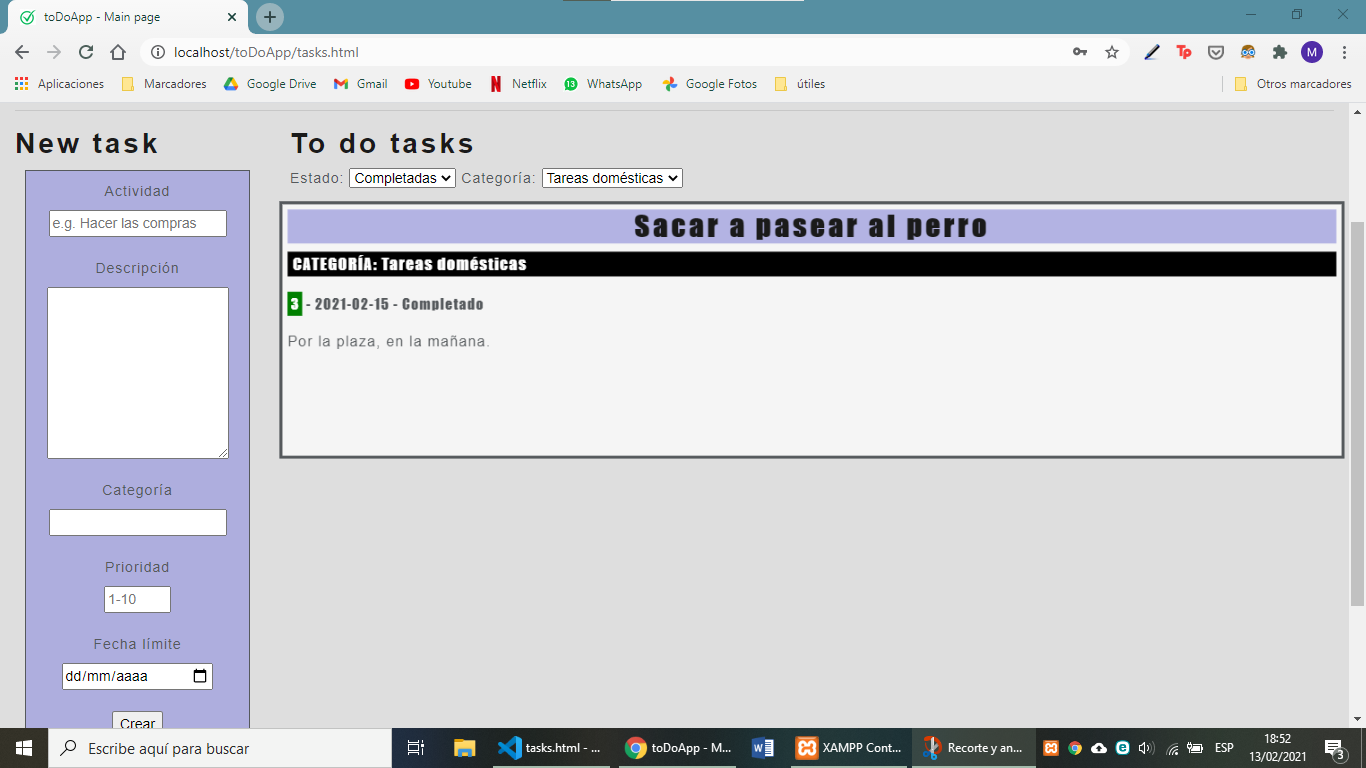 toDoApp - Main page
localhost/toDoApp/tasks.html
M
Aplicaciones Marcadores Google Drive Gmail Youtube Netflix 13 WhatsApp Google Fotos útiles Otros marcadores
New task
Actividad
e.g. Hacer las compras
Descripción
Categoría
Prioridad
1-10
Fecha límite
dd/mm/aaaa
Crear
To do tasks
Estado: Completadas Categoría: Tareas domésticas
Sacar a pasear al perro
CATEGORÍA: Tareas domésticas
3 - 2021-02-15 - Completado
Por la plaza, en la mañana.
Escribe aquí para buscar
tasks.html - ...
toDoApp - M...
XAMPP Cont...
Recorte y an...
ESP
18:52
13/02/2021
3